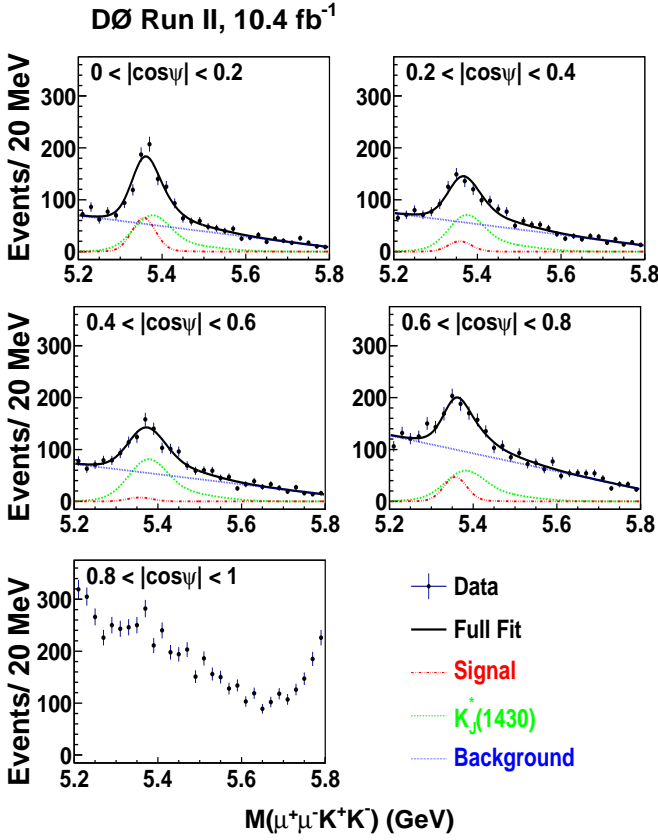 DØ Run II, 10.4 fb⁻¹
0 < |cosψ| < 0.2
0.2 < |cosψ| < 0.4
Events/ 20 MeV
300
200
100
0
5.2 5.4 5.6 5.8
300
200
100
0
5.2 5.4 5.6 5.8
0.4 < |cosψ| < 0.6
0.6 < |cosψ| < 0.8
Events/ 20 MeV
300
200
100
0
5.2 5.4 5.6 5.8
300
200
100
0
5.2 5.4 5.6 5.8
0.8 < |cosψ| < 1
Events/ 20 MeV
300
200
100
0
5.2 5.4 5.6 5.8
Data
Full Fit
Signal
K*J(1430)
Background
M(μ⁺μ⁻K⁺K⁻) (GeV)